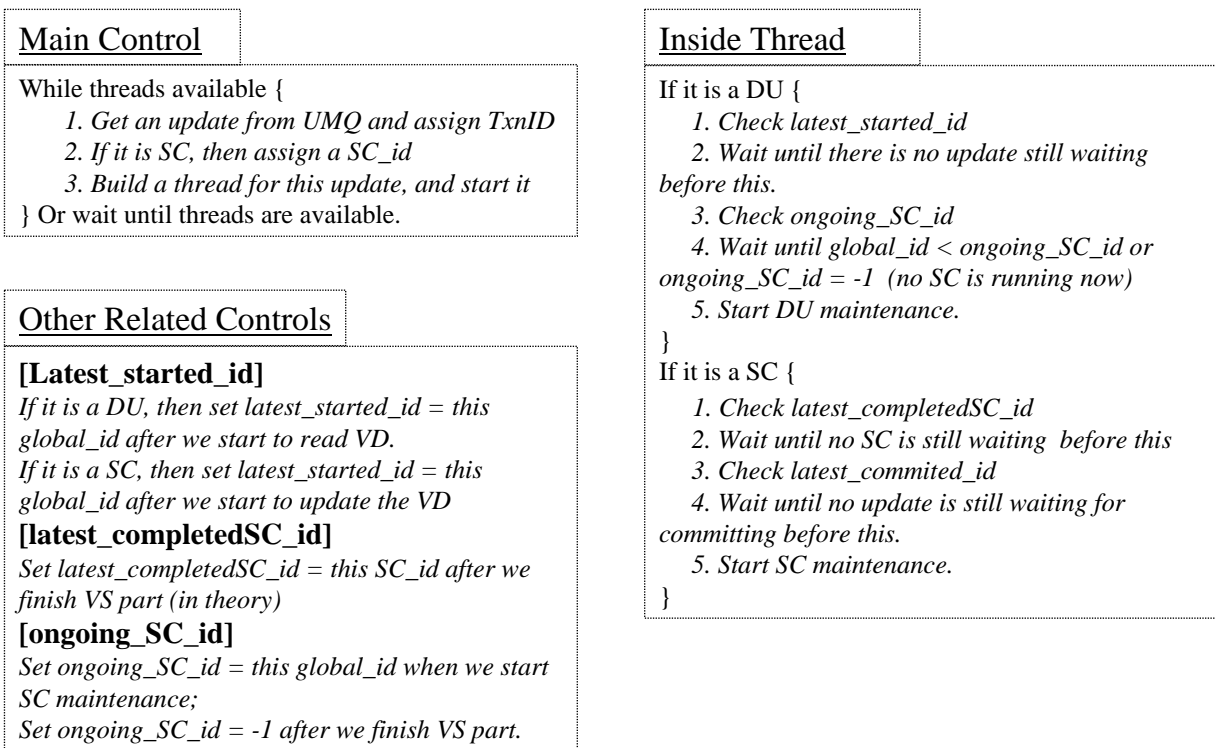 Main Control
While threads available {
1. Get an update from UMQ and assign TxnID
2. If it is SC, then assign a SC_id
3. Build a thread for this update, and start it
} Or wait until threads are available.
Other Related Controls
[Latest_started_id]
If it is a DU, then set latest_started_id = this
global_id after we start to read VD.
If it is a SC, then set latest_started_id = this
global_id after we start to update the VD
[latest_completedSC_id]
Set latest_completedSC_id = this SC_id after we
finish VS part (in theory)
[ongoing_SC_id]
Set ongoing_SC_id = this global_id when we start
SC maintenance;
Set ongoing_SC_id = -1 after we finish VS part.
Inside Thread
If it is a DU {
1. Check latest_started_id
2. Wait until there is no update still waiting
before this.
3. Check ongoing_SC_id
4. Wait until global_id < ongoing_SC_id or
ongoing_SC_id = -1 (no SC is running now)
5. Start DU maintenance.
}
If it is a SC {
1. Check latest_completedSC_id
2. Wait until no SC is still waiting before this
3. Check latest_commited_id
4. Wait until no update is still waiting for
committing before this.
5. Start SC maintenance.
}